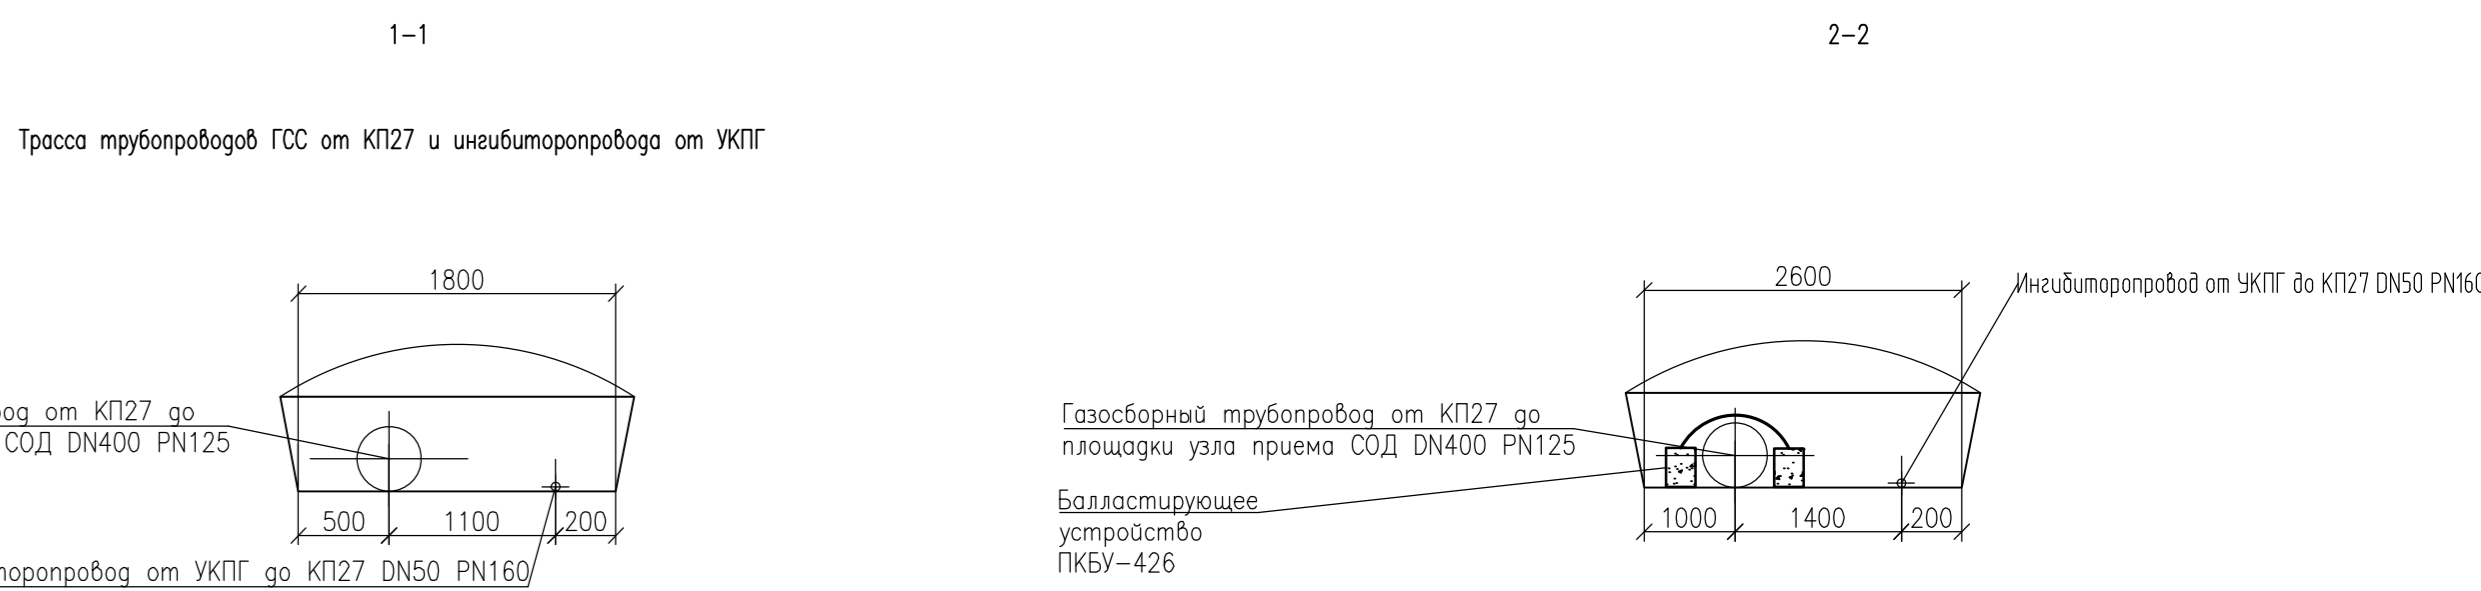 1-1
2-2
Трасса трубопроводов ГСС от КП27 и ингибиторопровода от УКПГ
1800
од от КП27 до
СОД DN400 PN125
500
1100
200
торопровод от УКПГ до КП27 DN50 PN160
2600
Ингибиторопровод от УКПГ до КП27 DN50 PN160
Газосборный трубопровод от КП27 до
площадки узла приема СОД DN400 PN125
Балластирующее
устройство
ПКБУ-426
1000
1400
200